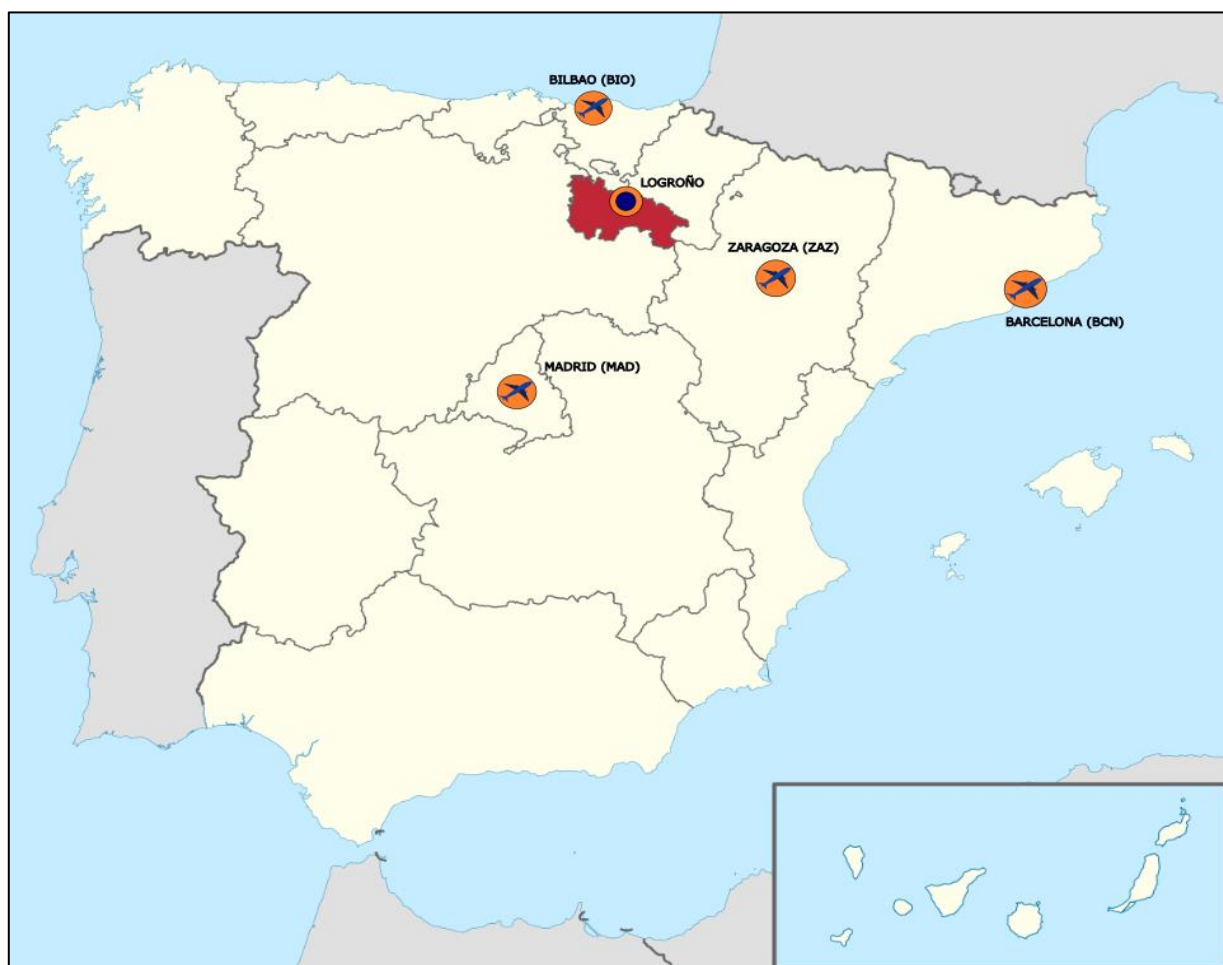 BILBAO (BIO)
LOGROÑO
ZARAGOZA (ZAZ)
BARCELONA (BCN)
MADRID (MAD)